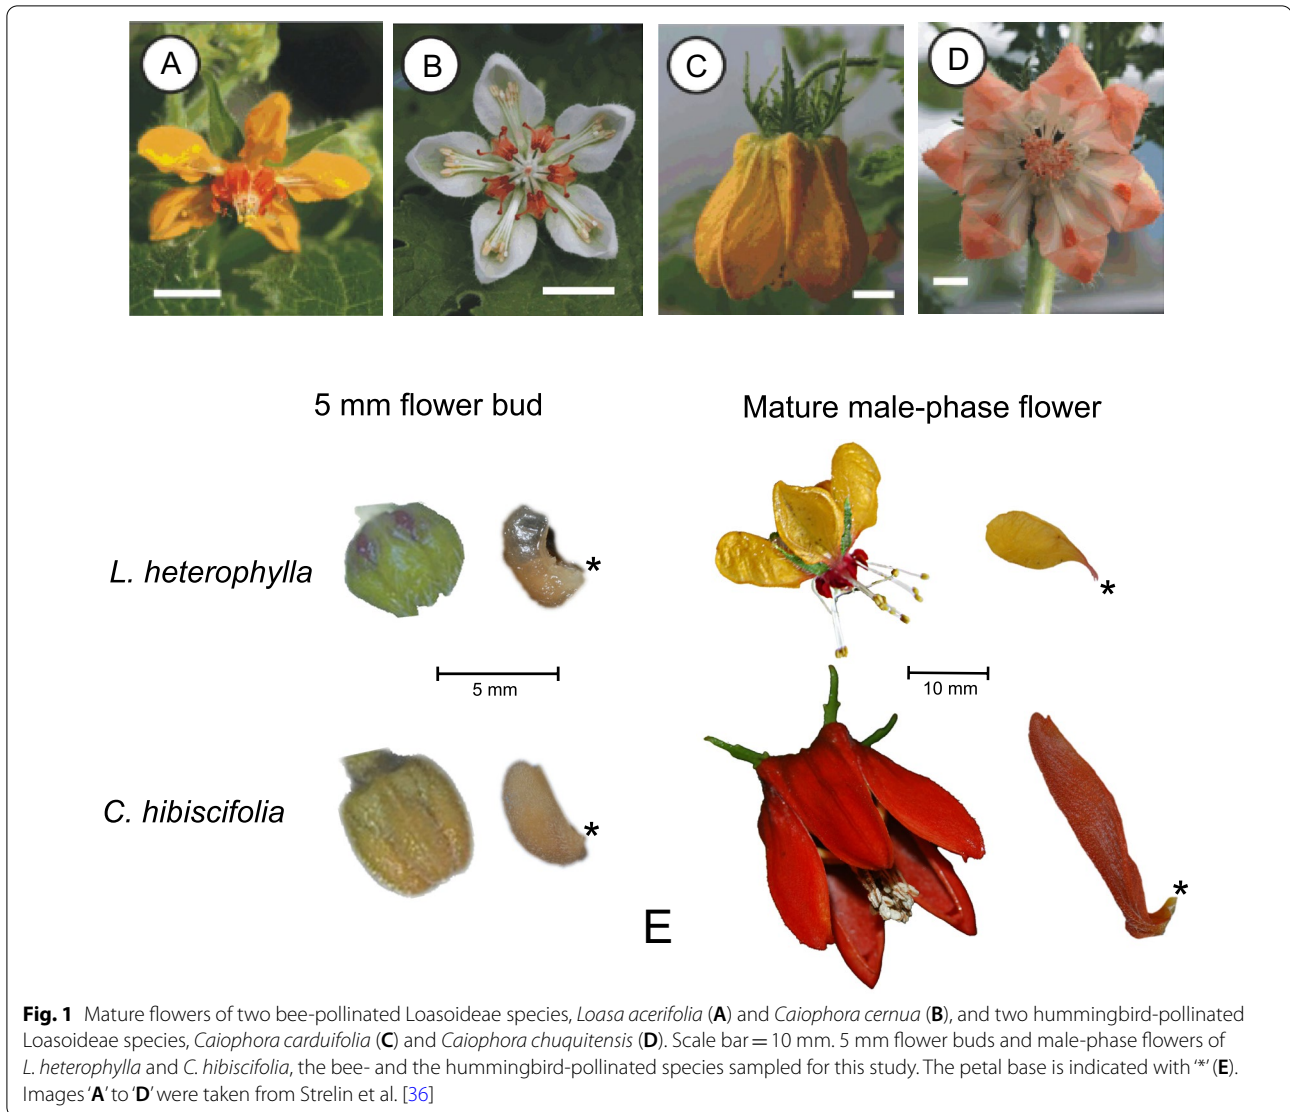 A
B
C
D
5 mm flower bud
Mature male-phase flower
L. heterophylla
*
*
5 mm
10 mm
C. hibiscifolia
*
*
E
Fig. 1 Mature flowers of two bee-pollinated Loasoideae species, Loasa acerifolia (A) and Caiophora cernua (B), and two hummingbird-pollinated
Loasoideae species, Caiophora carduifolia (C) and Caiophora chuquitensis (D). Scale bar = 10 mm. 5 mm flower buds and male-phase flowers of
L. heterophylla and C. hibiscifolia, the bee- and the hummingbird-pollinated species sampled for this study. The petal base is indicated with ‘*’ (E).
Images ‘A’ to ‘D’ were taken from Strelin et al. [36]